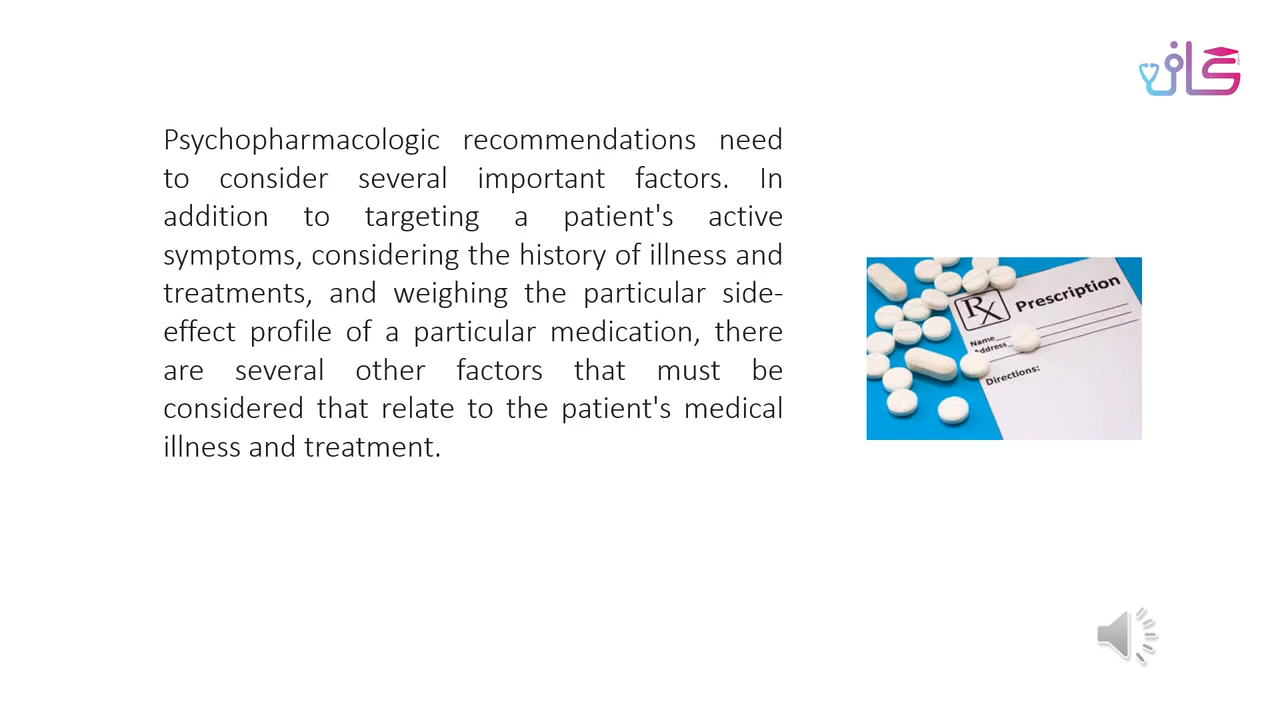 كان
Psychopharmacologic recommendations need
to consider several important factors. In
addition to targeting a patient's active
symptoms, considering the history of illness and
treatments, and weighing the particular side-
effect profile of a particular medication, there
are several other factors that must be
considered that relate to the patient's medical
illness and treatment.
Rx
Prescription
Name
Address
Directions: